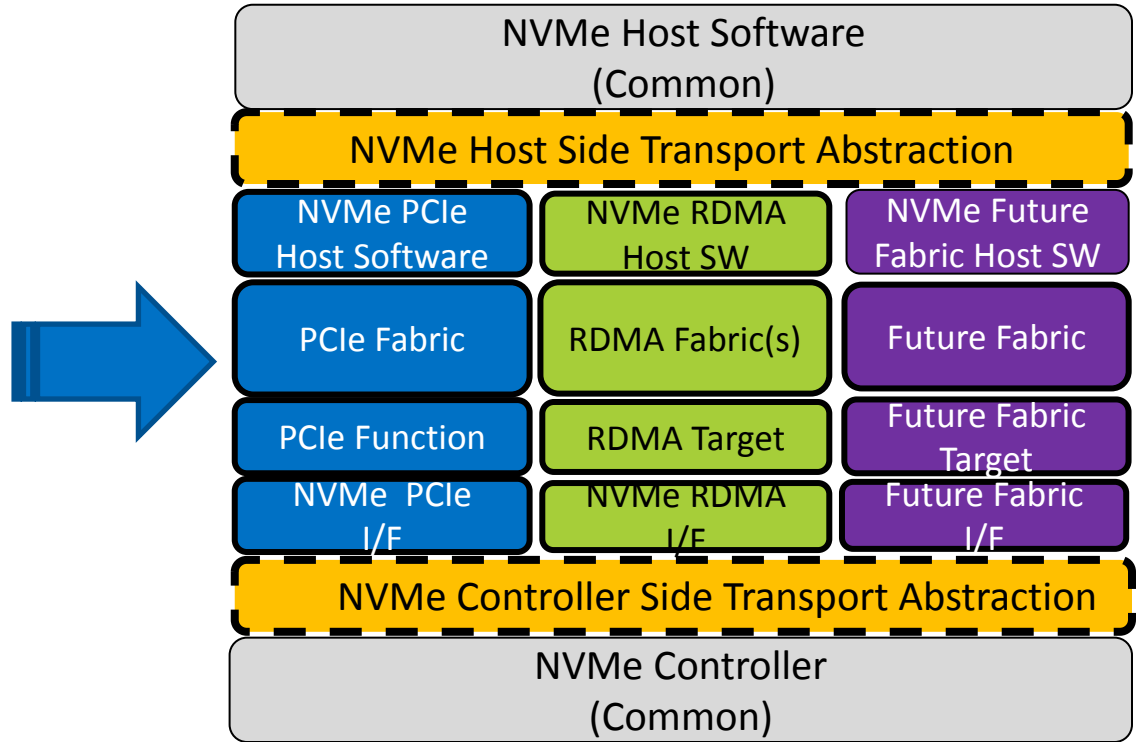 NVMe Host Software
(Common)
NVMe Host Side Transport Abstraction
NVMe PCIe
Host Software
NVMe RDMA
Host SW
NVMe Future
Fabric Host SW
PCIe Fabric
RDMA Fabric(s)
Future Fabric
PCIe Function
RDMA Target
Future Fabric
Target
NVMe PCIe
I/F
NVMe RDMA
I/F
Future Fabric
I/F
NVMe Controller Side Transport Abstraction
NVMe Controller
(Common)